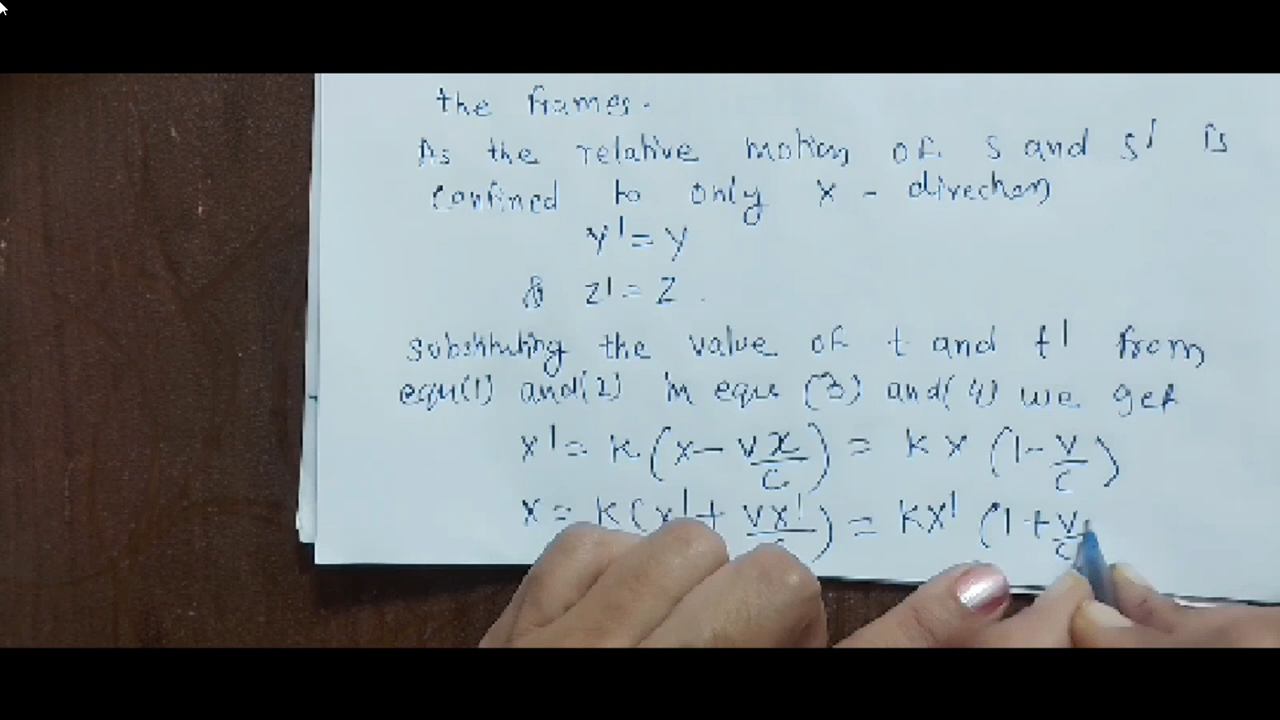 the frames.
As the relative motion of S and S' is
confined to only x - direction
y' = y
& z' = z.
substituting the value of t and t' from
equ(1) and(2) in equs (3) and(4) we get
x' = k(x - vx/c) = kx (1 - v/c)
x = k(x' + vx'/c) = kx' (1 + v/c